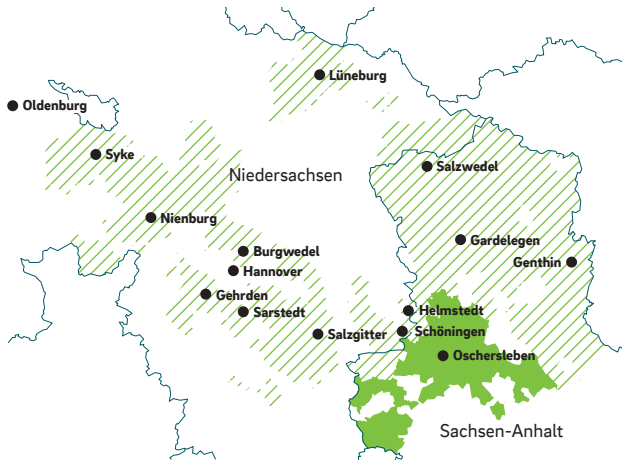 Lüneburg
Oldenburg
Syke
Salzwedel
Niedersachsen
Nienburg
Gardelegen
Burgwedel
Genthin
Hannover
Gehrden
Helmstedt
Sarstedt
Schöningen
Salzgitter
Oschersleben
Sachsen-Anhalt